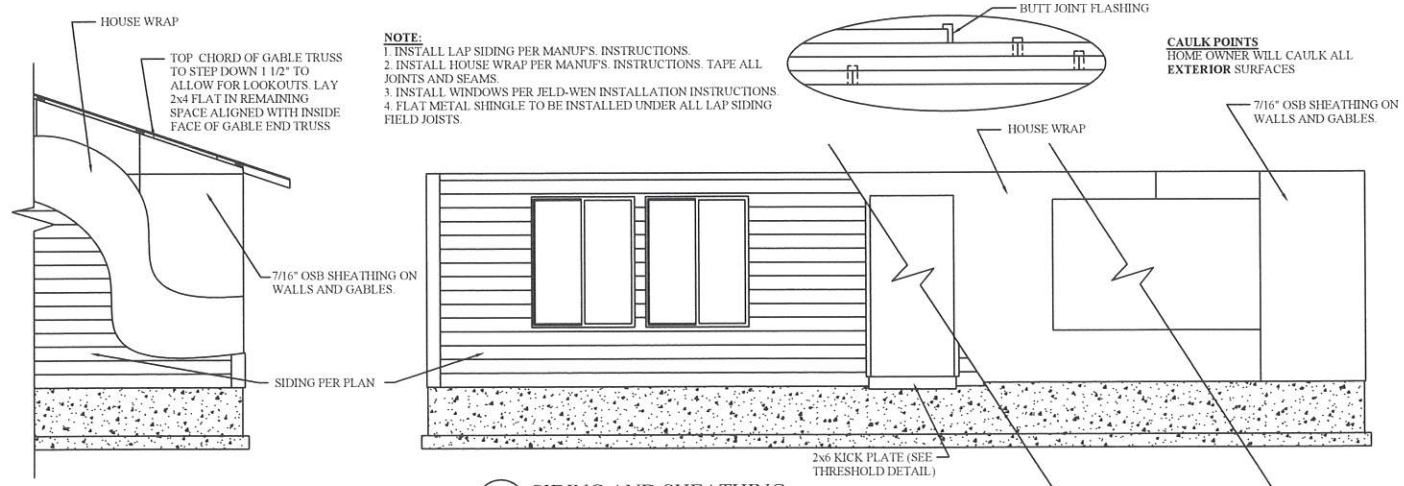 HOUSE WRAP
TOP CHORD OF GABLE TRUSS
TO STEP DOWN 1 1/2" TO
ALLOW FOR LOOKOUTS. LAY
2x4 FLAT IN REMAINING
SPACE ALIGNED WITH INSIDE
FACE OF GABLE END TRUSS
NOTE:
1. INSTALL LAP SIDING PER MANUF'S. INSTRUCTIONS.
2. INSTALL HOUSE WRAP PER MANUF'S. INSTRUCTIONS. TAPE ALL
JOINTS AND SEAMS.
3. INSTALL WINDOWS PER JELD-WEN INSTALLATION INSTRUCTIONS.
4. FLAT METAL SHINGLE TO BE INSTALLED UNDER ALL LAP SIDING
FIELD JOISTS.
BUTT JOINT FLASHING
CAULK POINTS
HOME OWNER WILL CAULK ALL
EXTERIOR SURFACES
HOUSE WRAP
7/16" OSB SHEATHING ON
WALLS AND GABLES.
7/16" OSB SHEATHING ON
WALLS AND GABLES.
SIDING PER PLAN
2x6 KICK PLATE (SEE
THRESHOLD DETAIL)
SIDING AND SHEATHING